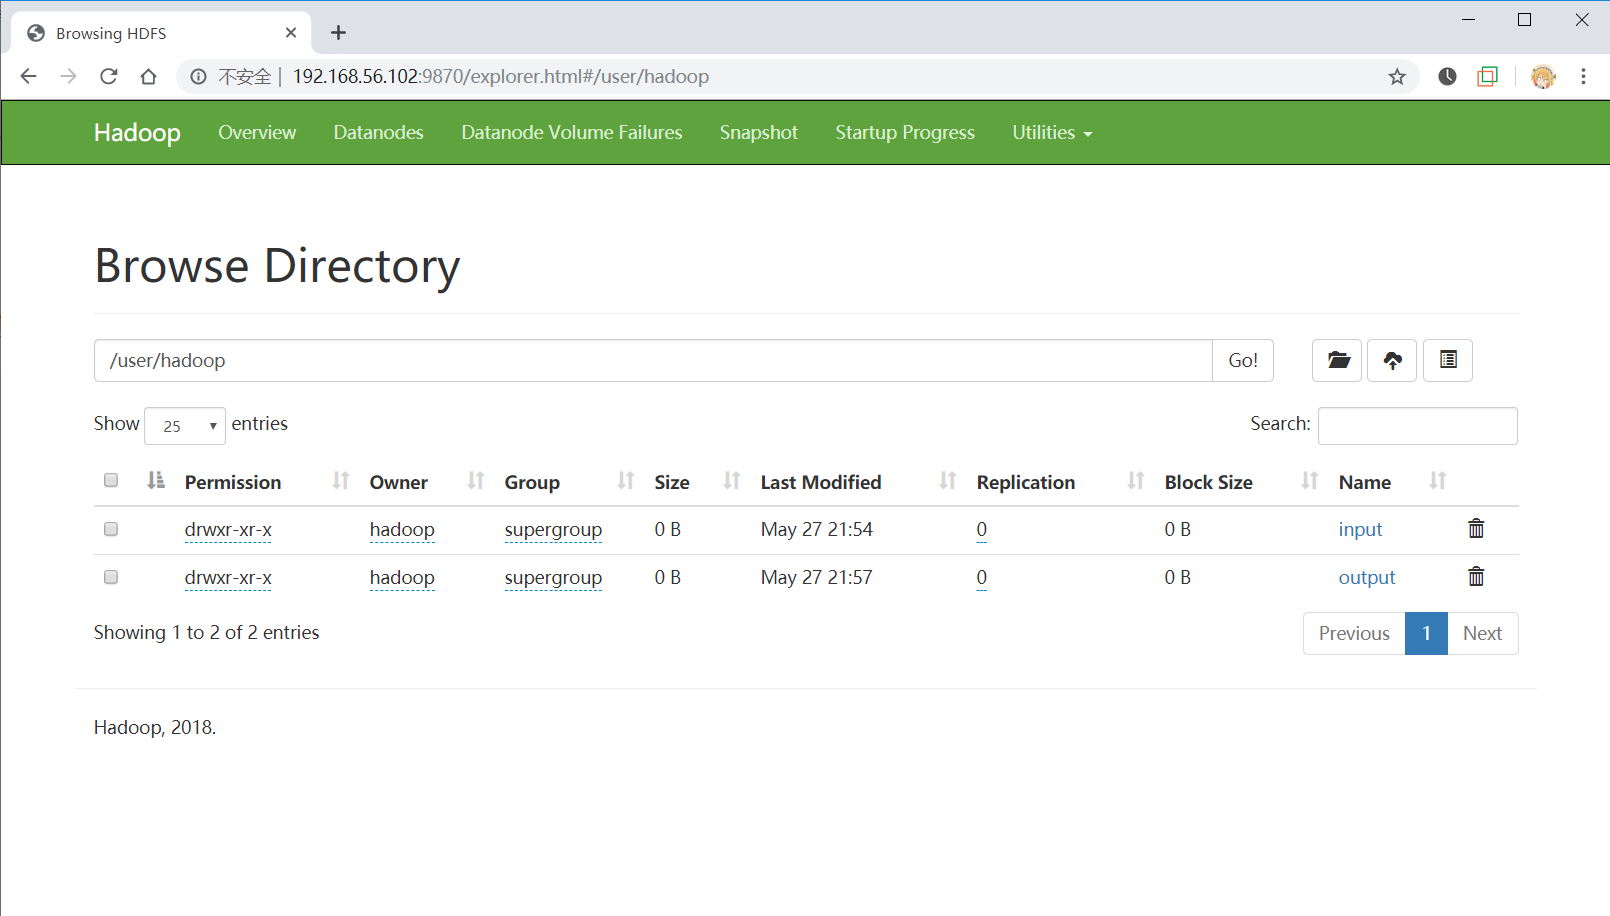 Browsing HDFS
不安全 | 192.168.56.102:9870/explorer.html#/user/hadoop
Hadoop Overview Datanodes Datanode Volume Failures Snapshot Startup Progress Utilities
Browse Directory
/user/hadoop Go!
Show 25 entries Search:
Permission Owner Group Size Last Modified Replication Block Size Name
drwxr-xr-x hadoop supergroup 0 B May 27 21:54 0 0 B input
drwxr-xr-x hadoop supergroup 0 B May 27 21:57 0 0 B output
Showing 1 to 2 of 2 entries Previous 1 Next
Hadoop, 2018.